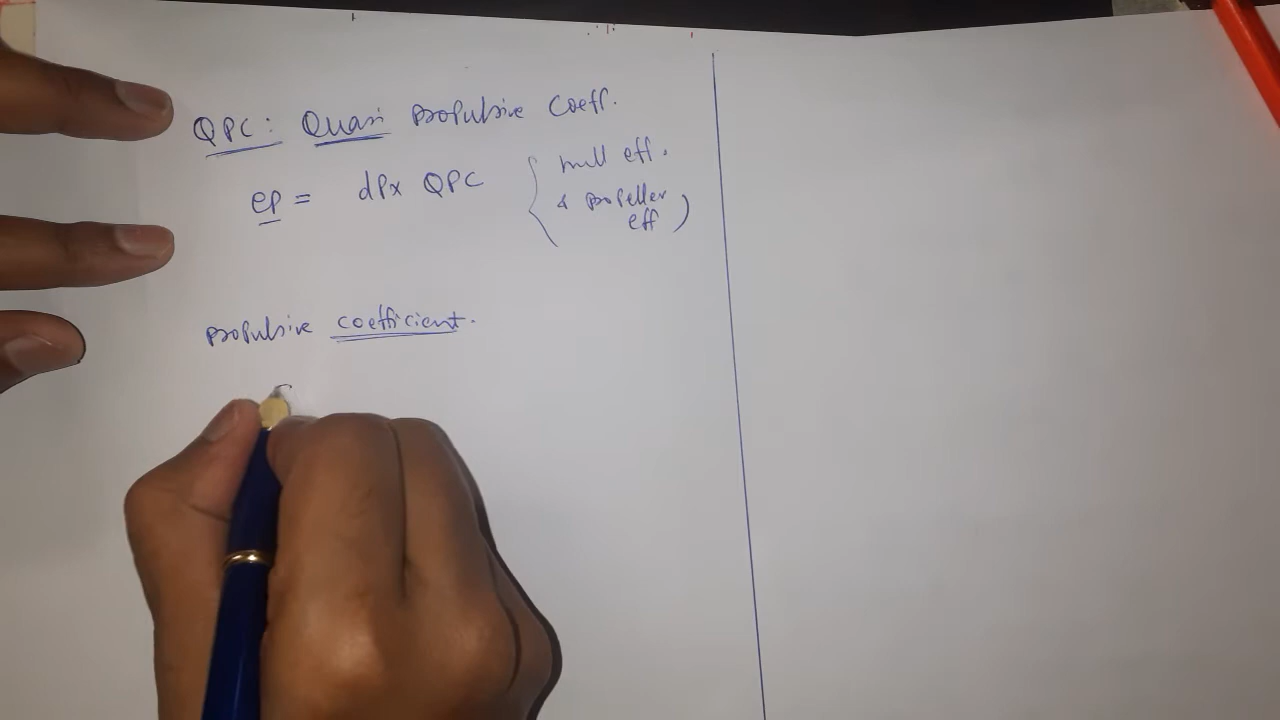 QPC: Quasi propulsive coeff.
ep = dp x QPC { hull eff.
& propeller
eff )
propulsive coefficient.